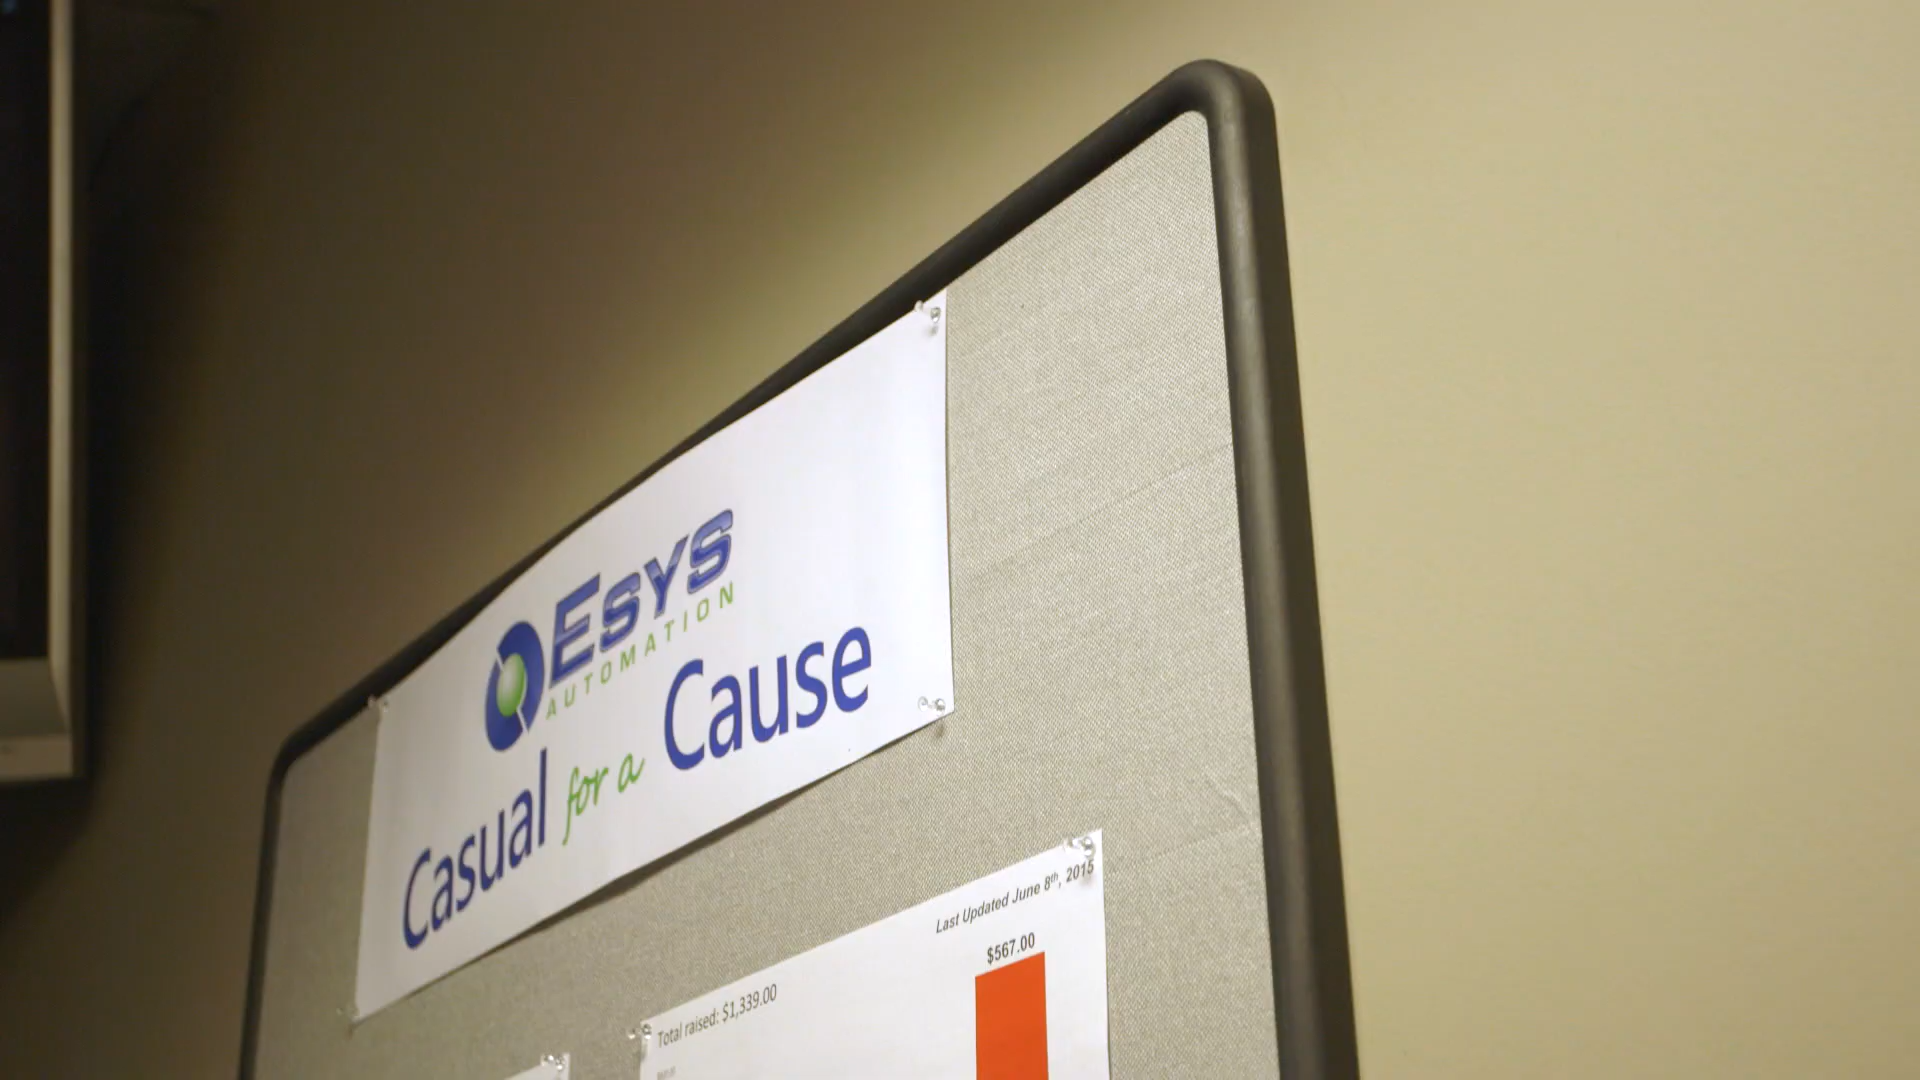 ESYS
AUTOMATION
Casual for a Cause
Last Updated June 8th, 2015
$567.00
Total raised: $1,339.00